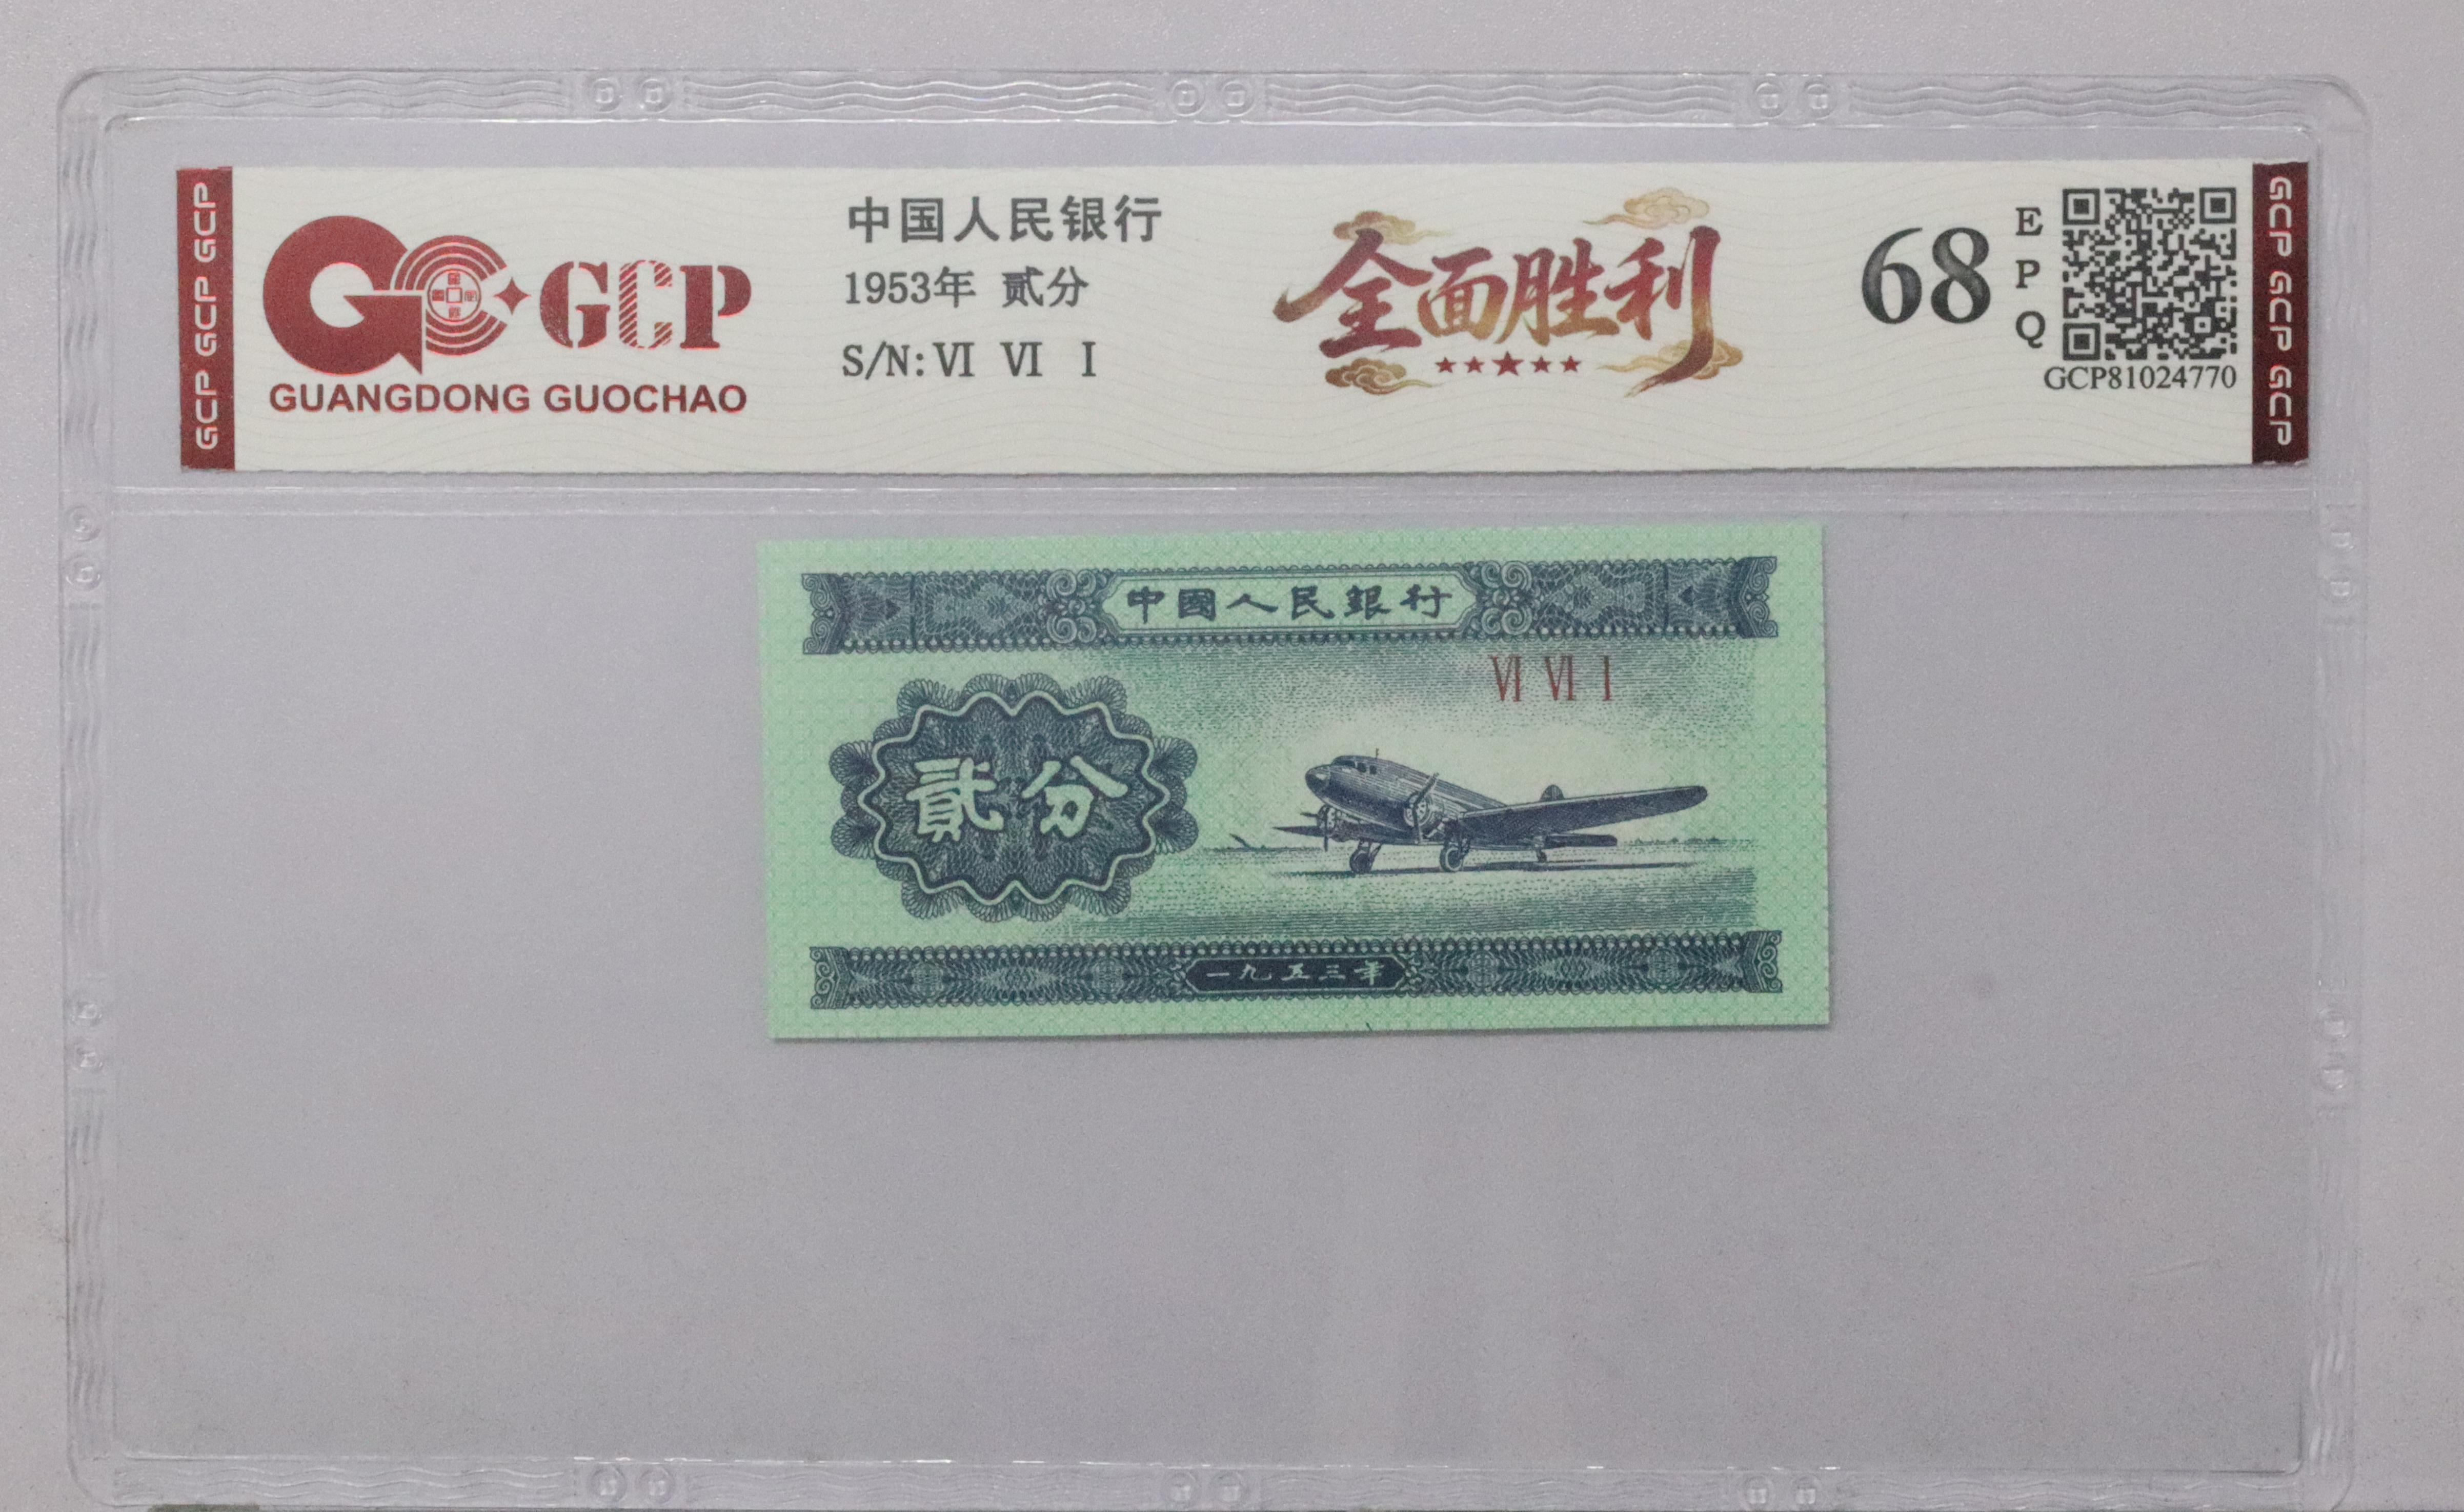 GCP GCP GCP
GCP
GUANGDONG GUOCHAO
中国人民银行
1953年 贰分
S/N: VI VI I
全面胜利
★★★★★
68
E
P
Q
GCP81024770
GCP GCP GCP
中國人民銀行
VI VI I
貳分
一九五三年